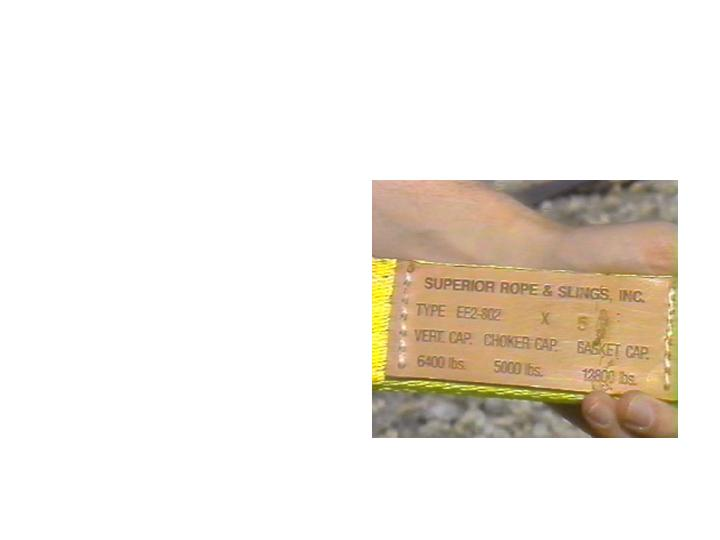 SUPERIOR ROPE & SLINGS, INC.
TYPE EE2-802 X 5
VERT. CAP. CHOKER CAP. BASKET CAP.
6400 lbs. 5000 lbs. 12800 lbs.